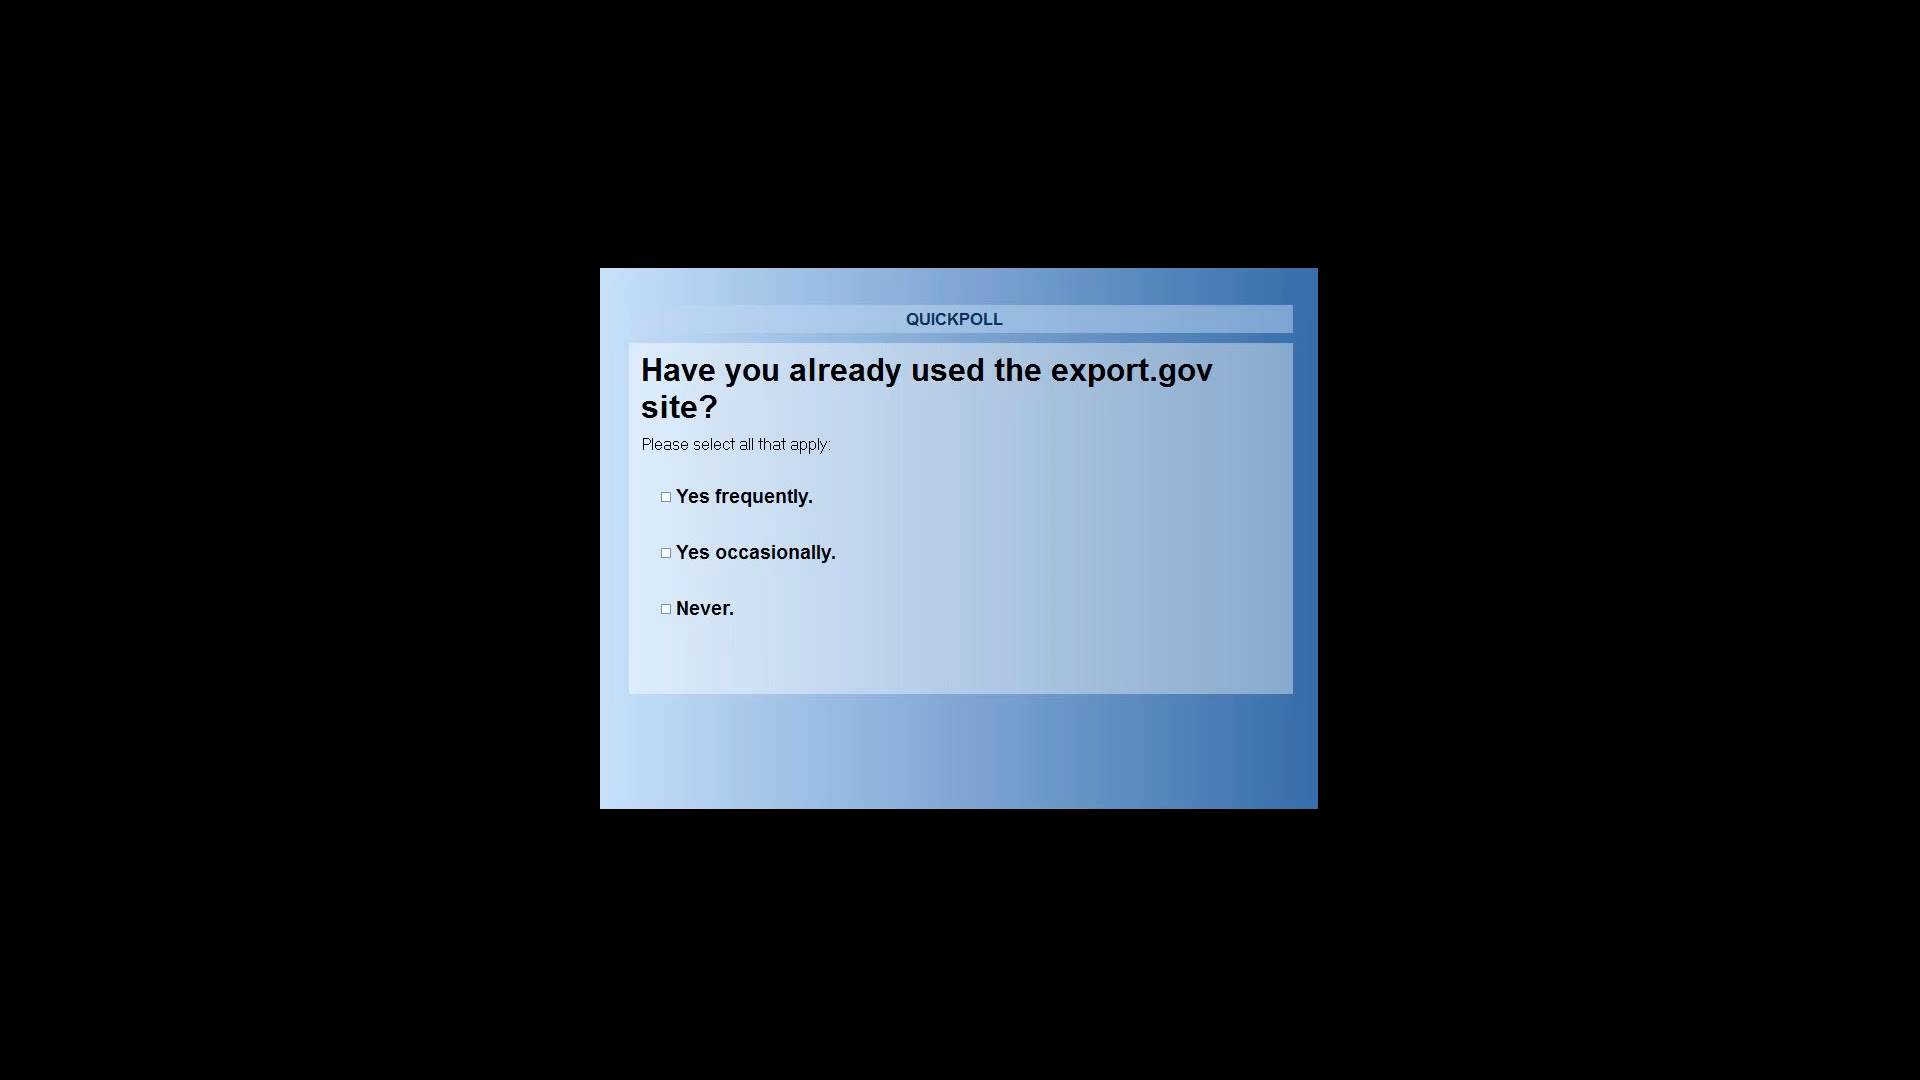 QUICKPOLL
Have you already used the export.gov
site?
Please select all that apply:
Yes frequently.
Yes occasionally.
Never.